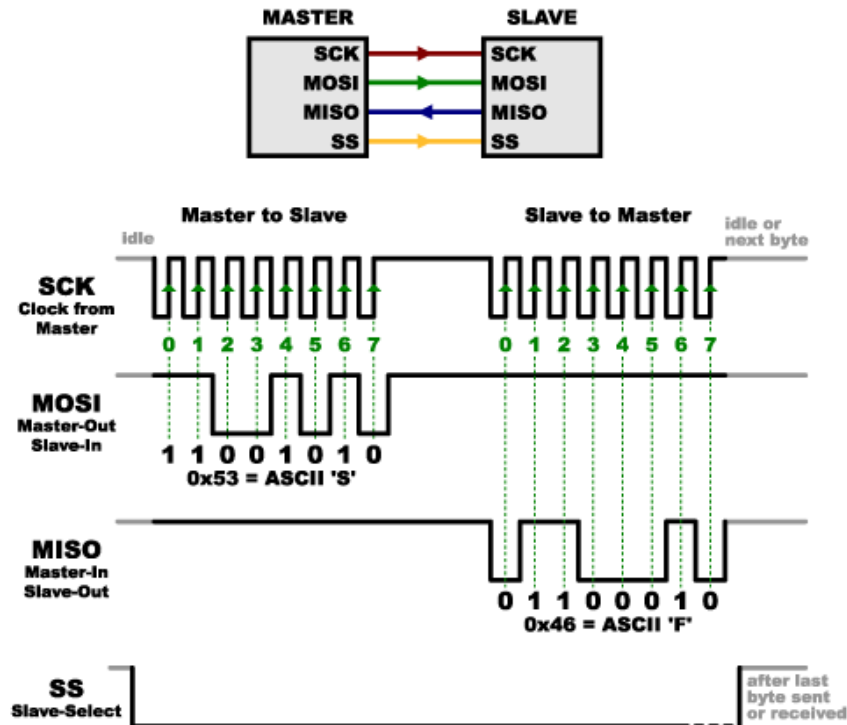 MASTER SLAVE
SCK SCK
MOSI MOSI
MISO MISO
SS SS
Master to Slave Slave to Master
idle
idle or
next byte
SCK
Clock from
Master
0 1 2 3 4 5 6 7 0 1 2 3 4 5 6 7
MOSI
Master-Out
Slave-In
1 1 0 0 1 0 1 0
0x53 = ASCII 'S'
MISO
Master-In
Slave-Out
0 1 1 0 0 0 1 0
0x46 = ASCII 'F'
SS
Slave-Select
after last
byte sent
or received